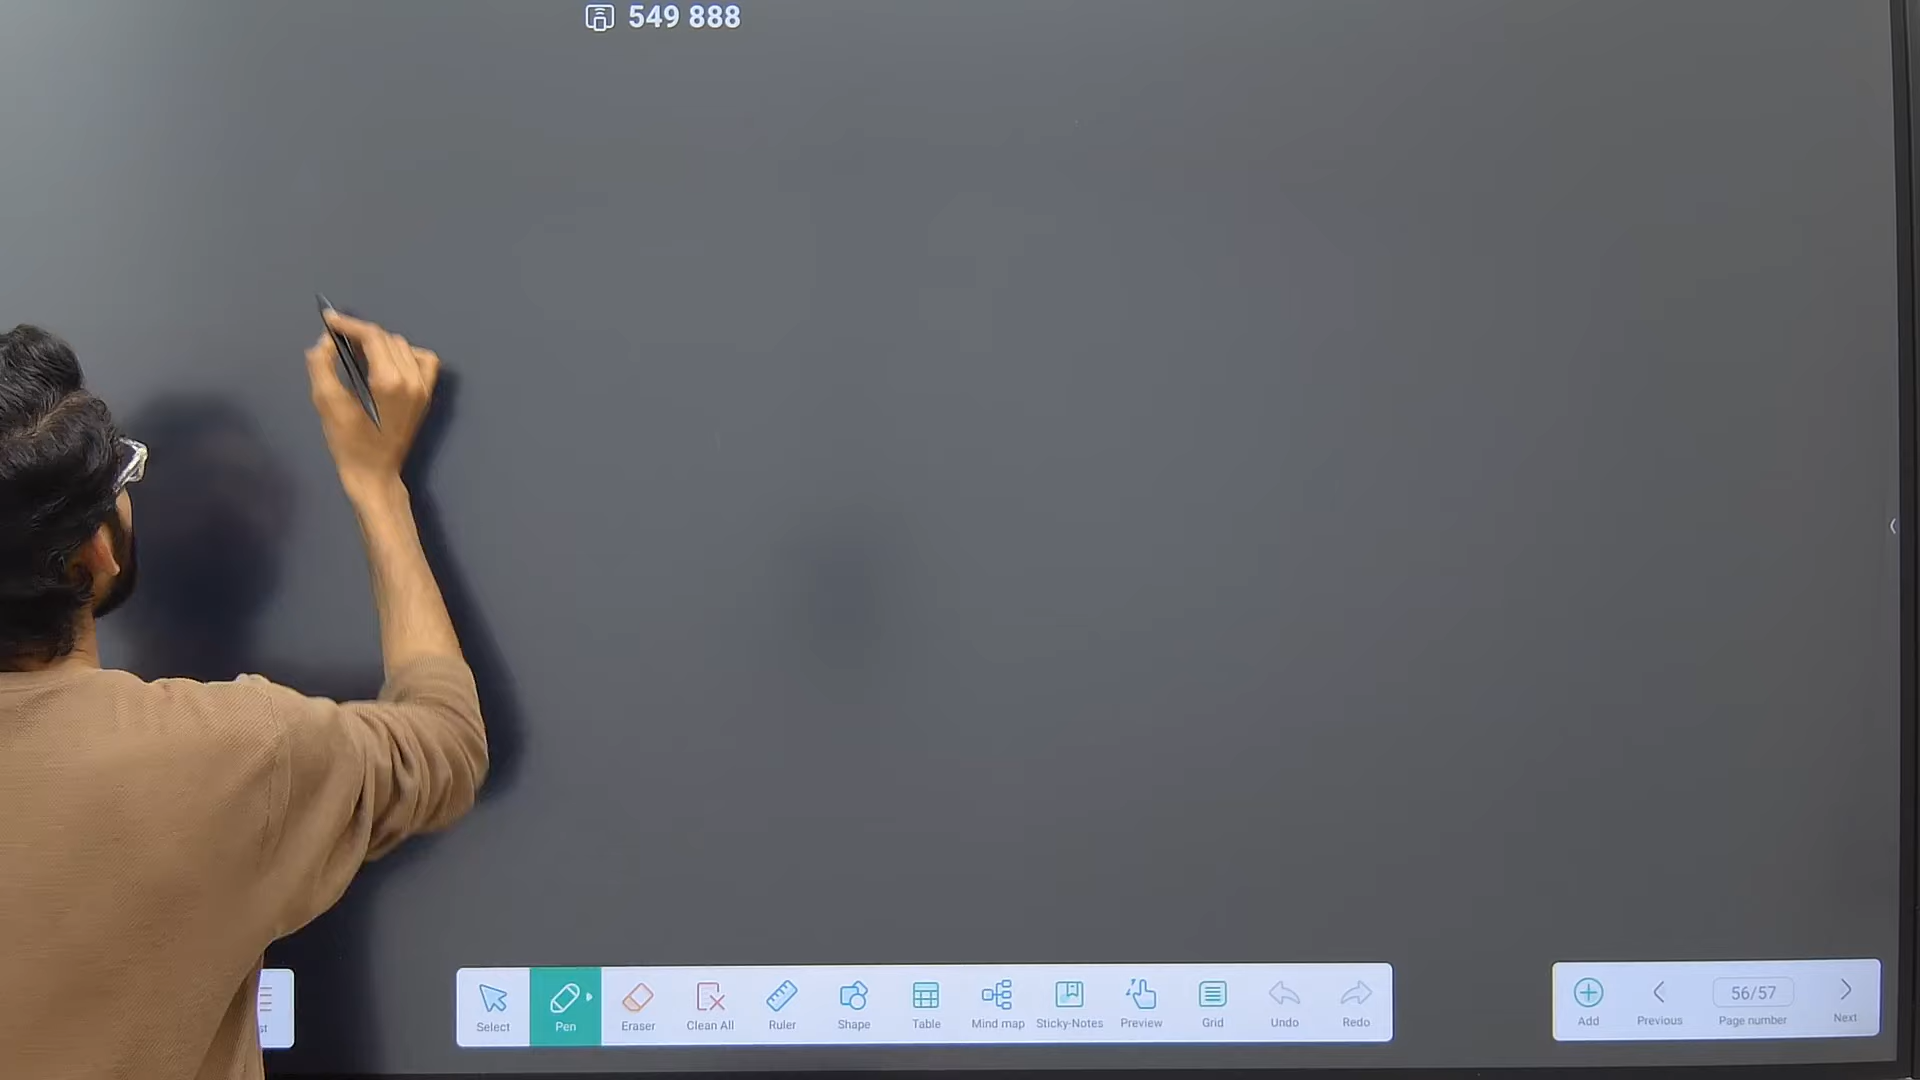 549 888
st
Select
Pen
Eraser
Clean All
Ruler
Shape
Table
Mind map
Sticky-Notes
Preview
Grid
Undo
Redo
Add
Previous
56/57
Page number
Next